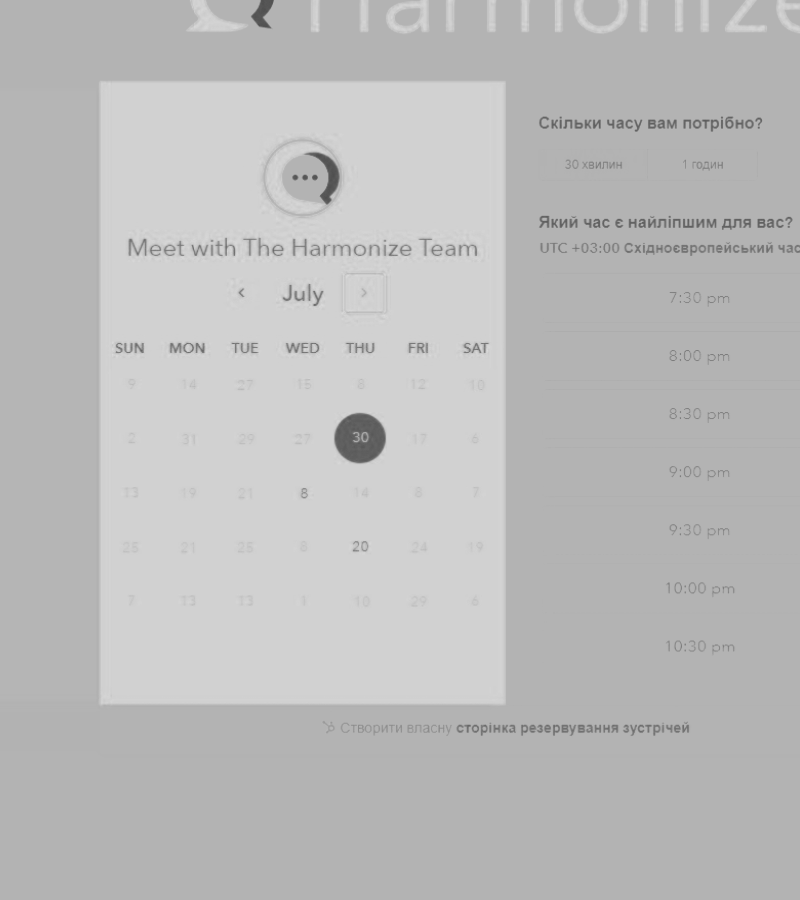 Harmonize
Meet with The Harmonize Team
July
SUN MON TUE WED THU FRI SAT
9 14 27 15 8 12 10
2 31 29 27 30 17 6
13 19 21 8 14 8 7
25 21 25 8 20 24 19
7 13 13 1 10 29 6
Скільки часу вам потрібно?
30 хвилин 1 годин
Який час є найліпшим для вас?
UTC +03:00 Східноєвропейський час
7:30 pm
8:00 pm
8:30 pm
9:00 pm
9:30 pm
10:00 pm
10:30 pm
Створити власну сторінка резервування зустрічей